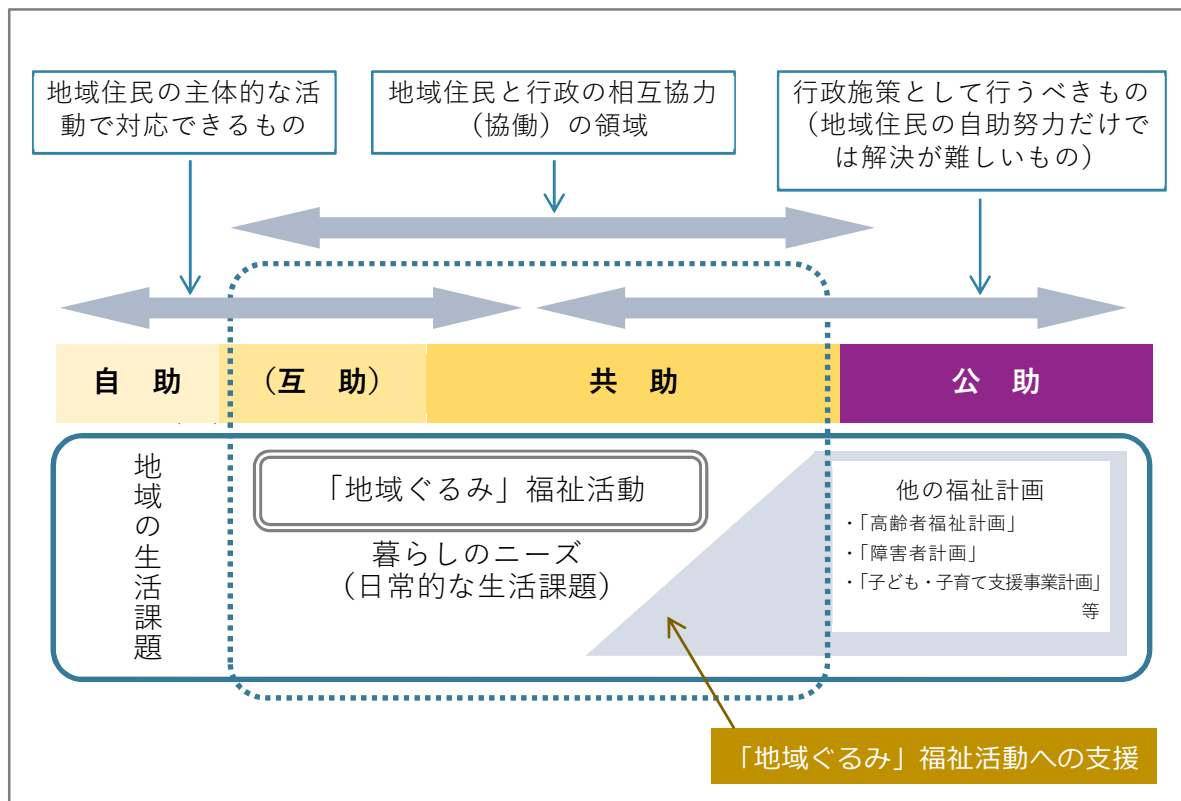 地域住民の主体的な活
動で対応できるもの
地域住民と行政の相互協力
（協働）の領域
行政施策として行うべきもの
（地域住民の自助努力だけで
は解決が難しいもの）
自　助
（互　助）
共　助
公　助
地域の生活課題
「地域ぐるみ」福祉活動
暮らしのニーズ
（日常的な生活課題）
他の福祉計画
・「高齢者福祉計画」
・「障害者計画」
・「子ども・子育て支援事業計画」
等
「地域ぐるみ」福祉活動への支援